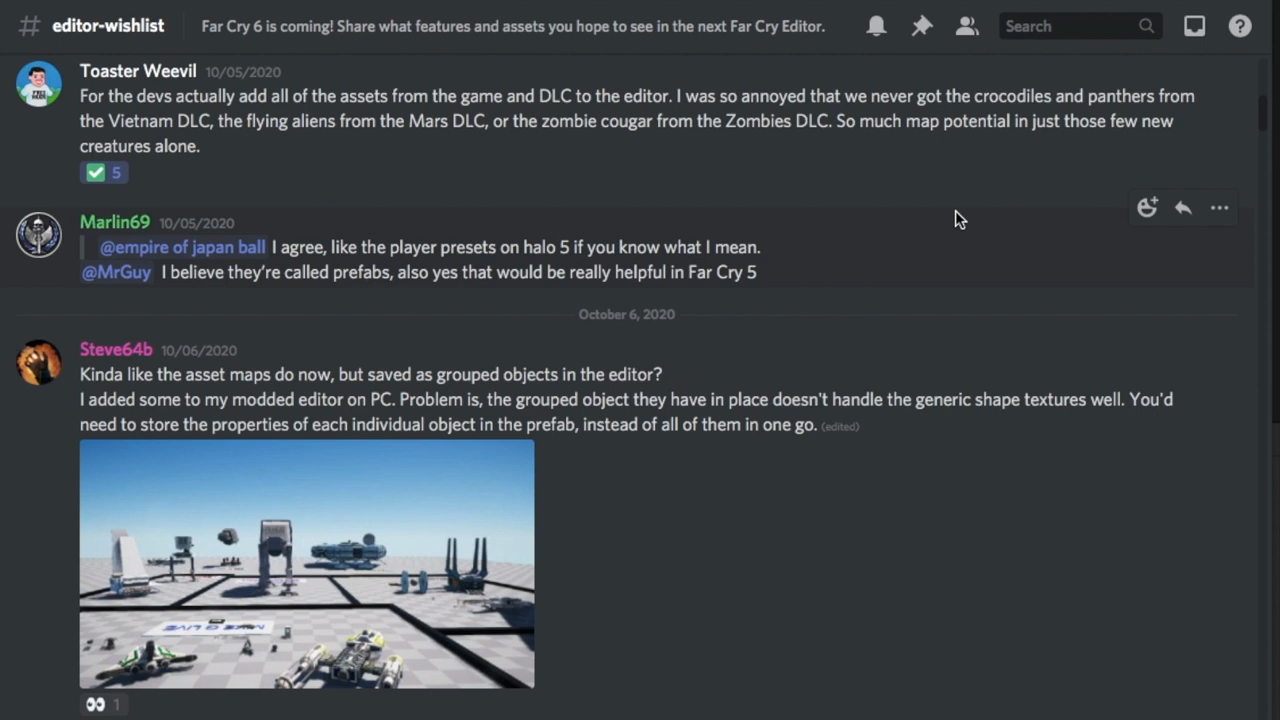 editor-wishlist
Far Cry 6 is coming! Share what features and assets you hope to see in the next Far Cry Editor.
Search
Toaster Weevil 10/05/2020
For the devs actually add all of the assets from the game and DLC to the editor. I was so annoyed that we never got the crocodiles and panthers from
the Vietnam DLC, the flying aliens from the Mars DLC, or the zombie cougar from the Zombies DLC. So much map potential in just those few new
creatures alone.
5
Marlin69 10/05/2020
@empire of japan ball I agree, like the player presets on halo 5 if you know what I mean.
@MrGuy I believe they're called prefabs, also yes that would be really helpful in Far Cry 5
October 6, 2020
Steve64b 10/06/2020
Kinda like the asset maps do now, but saved as grouped objects in the editor?
I added some to my modded editor on PC. Problem is, the grouped object they have in place doesn't handle the generic shape textures well. You'd
need to store the properties of each individual object in the prefab, instead of all of them in one go. (edited)
1